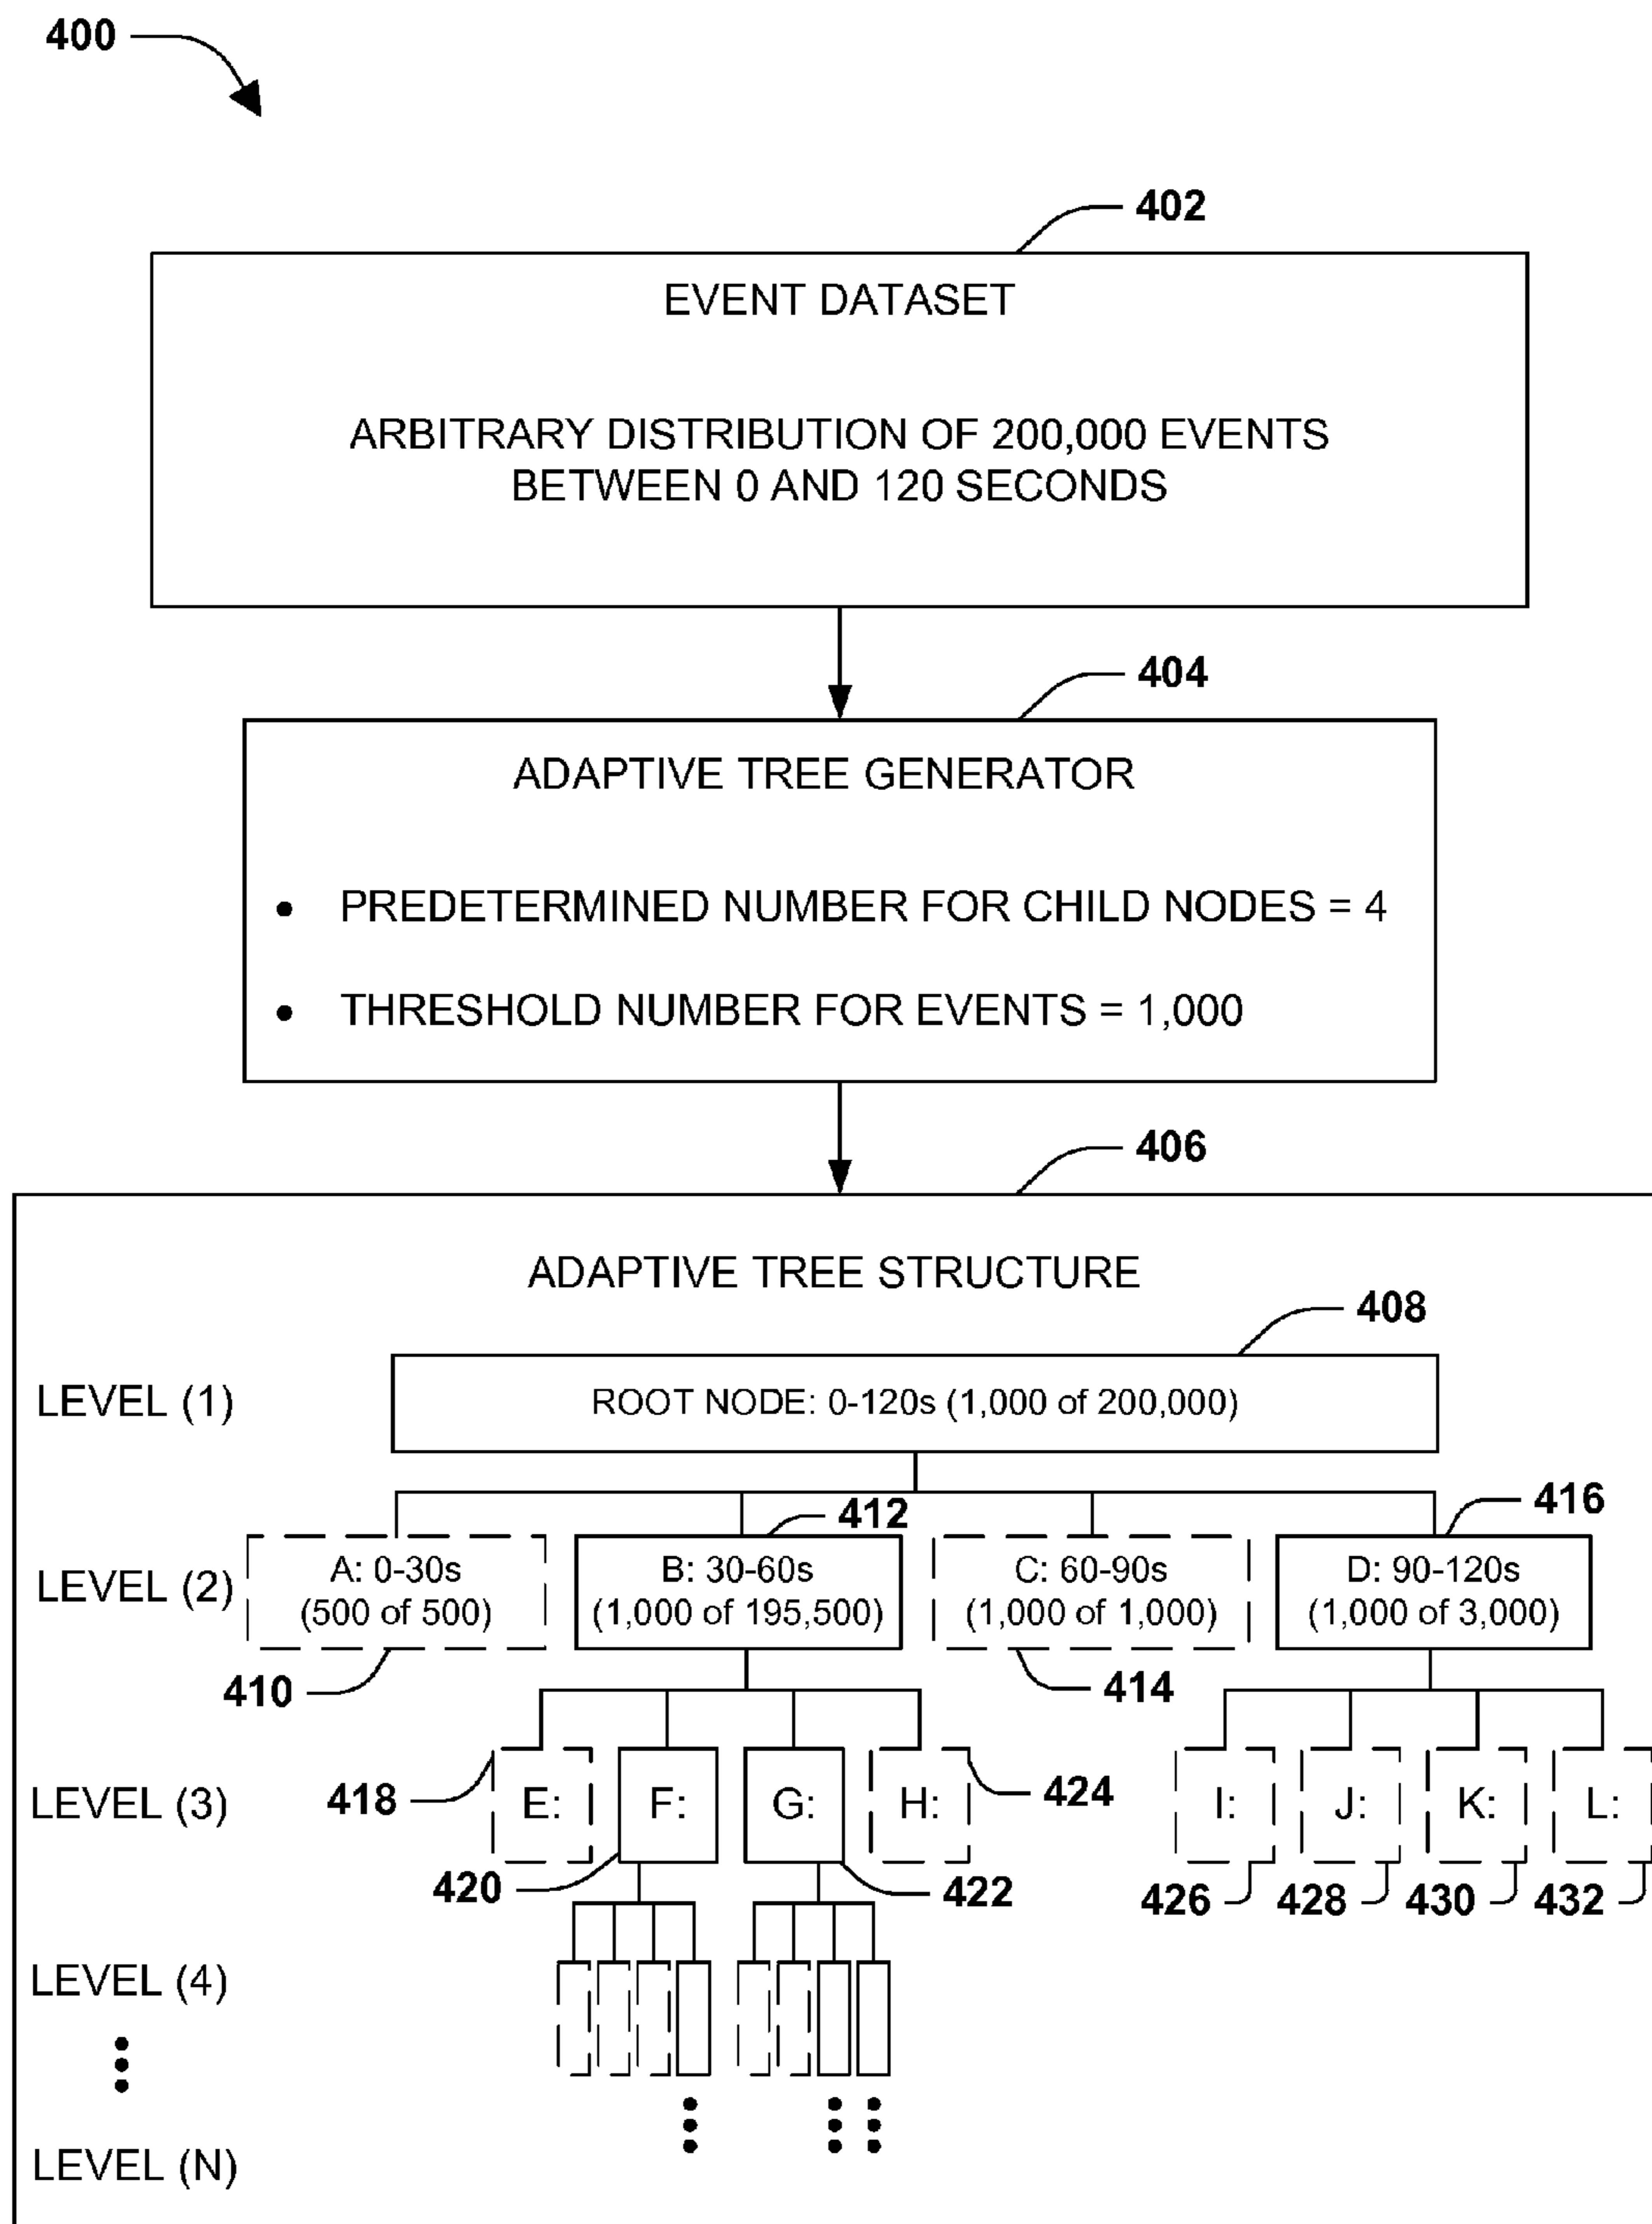 400
402
EVENT DATASET
ARBITRARY DISTRIBUTION OF 200,000 EVENTS
BETWEEN 0 AND 120 SECONDS
404
ADAPTIVE TREE GENERATOR
• PREDETERMINED NUMBER FOR CHILD NODES = 4
• THRESHOLD NUMBER FOR EVENTS = 1,000
406
ADAPTIVE TREE STRUCTURE
408
LEVEL (1)
ROOT NODE: 0-120s (1,000 of 200,000)
412
416
LEVEL (2)
A: 0-30s
(500 of 500)
B: 30-60s
(1,000 of 195,500)
C: 60-90s
(1,000 of 1,000)
D: 90-120s
(1,000 of 3,000)
410
414
LEVEL (3)
418
E:
F:
G:
H:
424
I:
J:
K:
L:
420
422
426
428
430
432
LEVEL (4)
LEVEL (N)